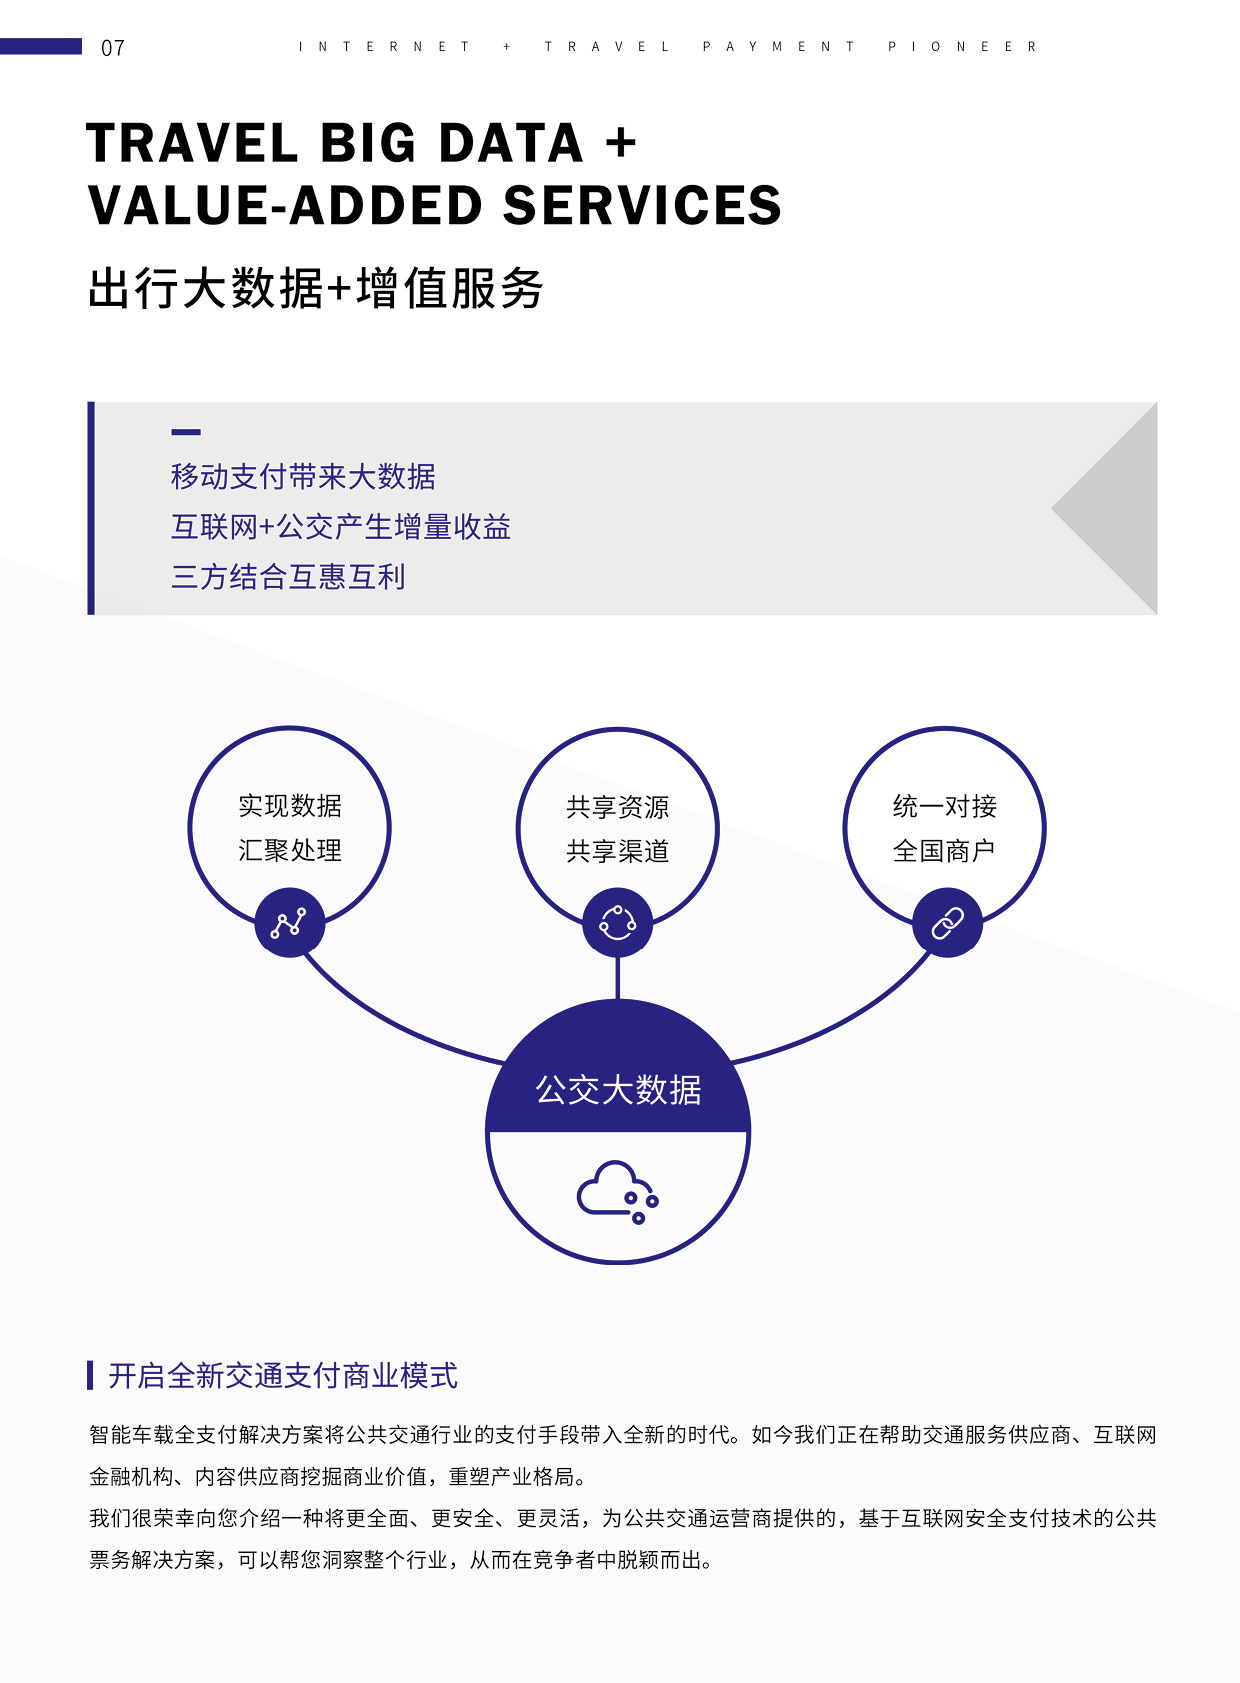 07
INTERNET + TRAVEL PAYMENT PIONEER
TRAVEL BIG DATA +
VALUE-ADDED SERVICES
出行大数据+增值服务
移动支付带来大数据
互联网+公交产生增量收益
三方结合互惠互利
实现数据
汇聚处理
共享资源
共享渠道
统一对接
全国商户
公交大数据
开启全新交通支付商业模式
智能车载全支付解决方案将公共交通行业的支付手段带入全新的时代。如今我们正在帮助交通服务供应商、互联网
金融机构、内容供应商挖掘商业价值，重塑产业格局。
我们很荣幸向您介绍一种将更全面、更安全、更灵活，为公共交通运营商提供的，基于互联网安全支付技术的公共
票务解决方案，可以帮您洞察整个行业，从而在竞争者中脱颖而出。